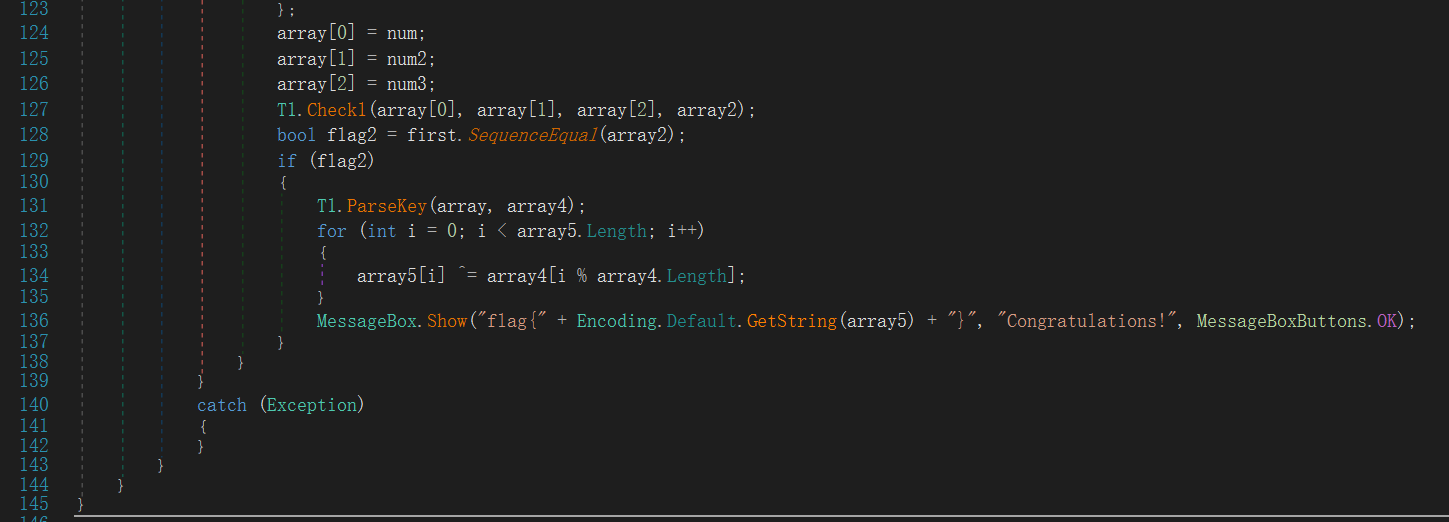 123 };
124 array[0] = num;
125 array[1] = num2;
126 array[2] = num3;
127 T1.Check1(array[0], array[1], array[2], array2);
128 bool flag2 = first.SequenceEqual(array2);
129 if (flag2)
130 {
131 T1.ParseKey(array, array4);
132 for (int i = 0; i < array5.Length; i++)
133 {
134 array5[i] ^= array4[i % array4.Length];
135 }
136 MessageBox.Show("flag{" + Encoding.Default.GetString(array5) + "}", "Congratulations!", MessageBoxButtons.OK);
137 }
138 }
139 }
140 catch (Exception)
141 {
142 }
143 }
144 }
145 }
146